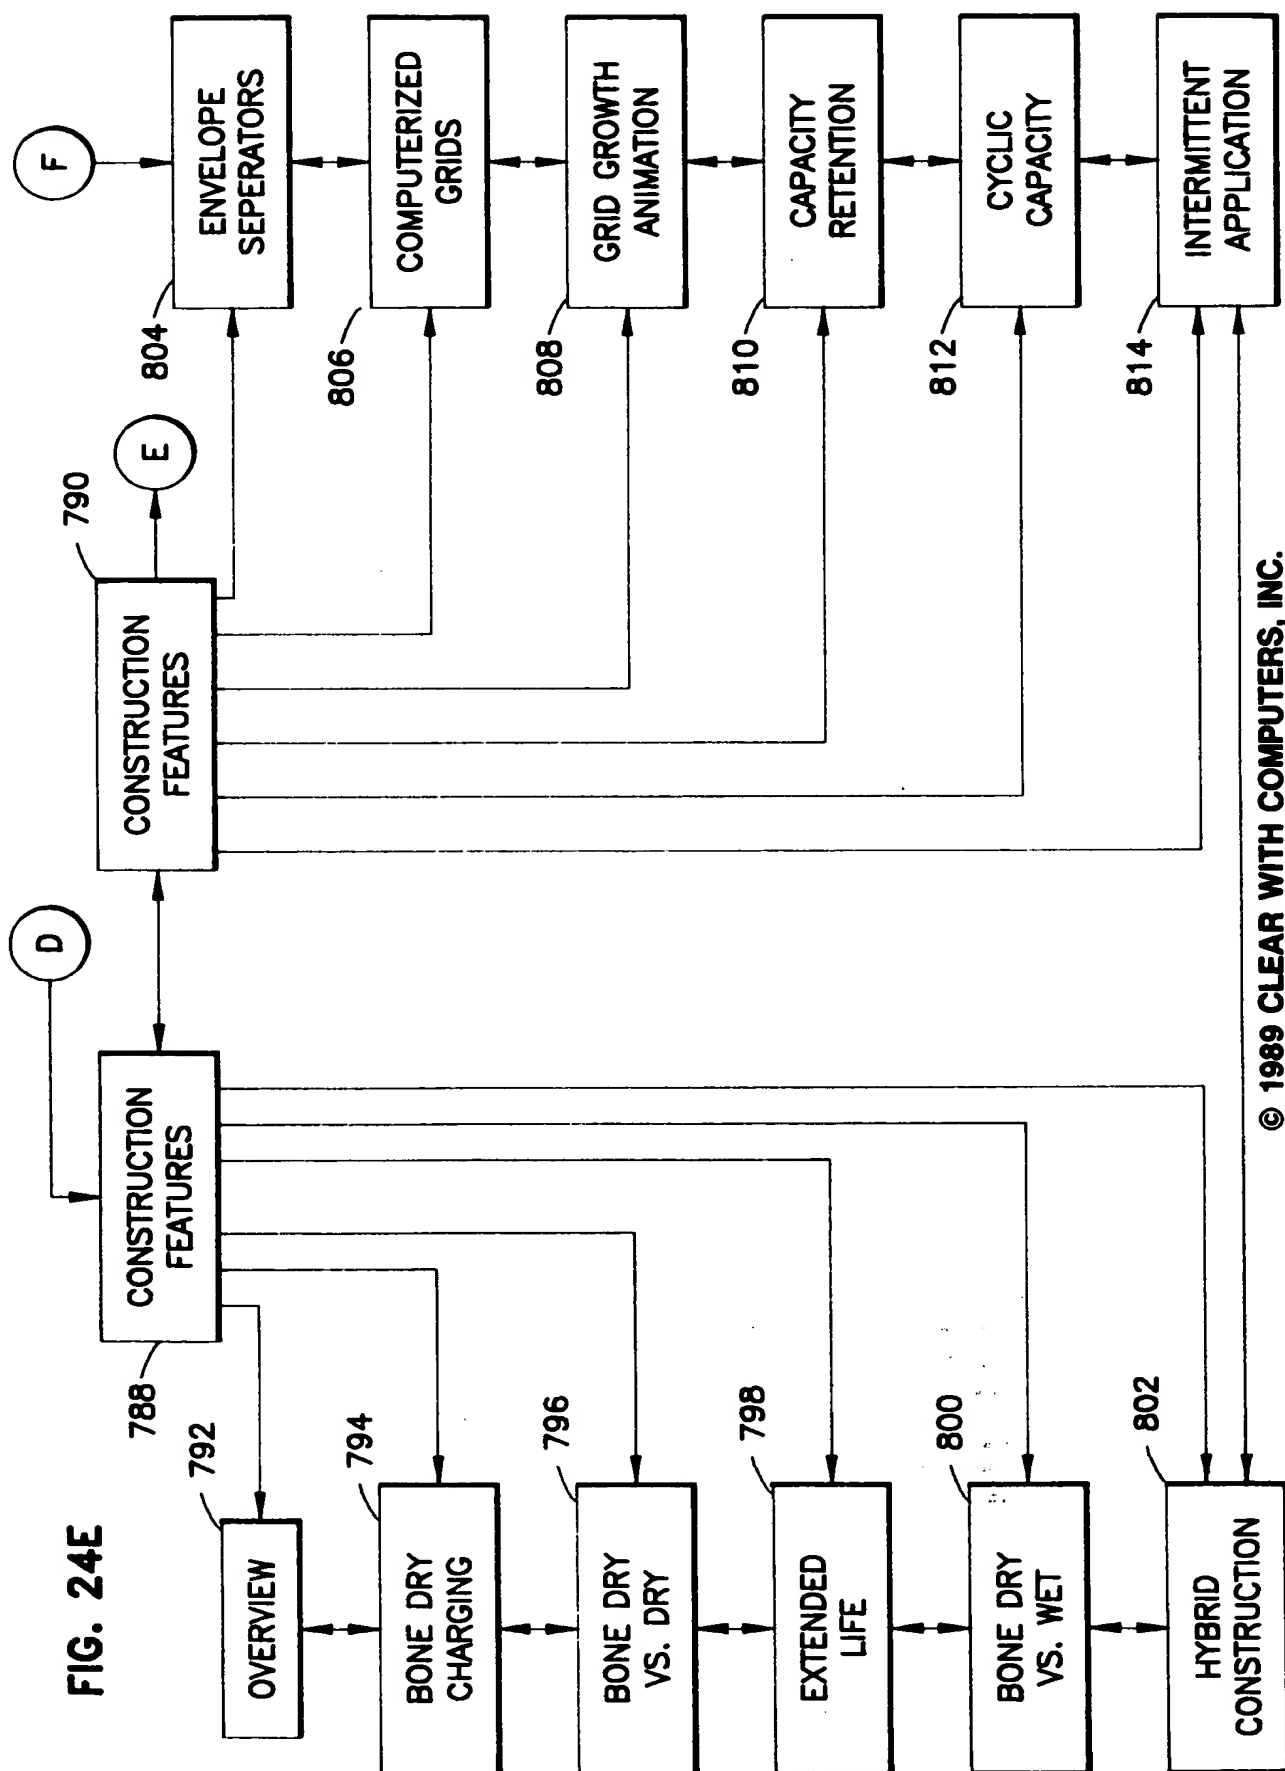 FIG. 24E
D
788
CONSTRUCTION
FEATURES
790
CONSTRUCTION
FEATURES
E
F
792
OVERVIEW
794
BONE DRY
CHARGING
796
BONE DRY
VS. DRY
798
EXTENDED
LIFE
800
BONE DRY
VS. WET
802
HYBRID
CONSTRUCTION
804
ENVELOPE
SEPERATORS
806
COMPUTERIZED
GRIDS
808
GRID GROWTH
ANIMATION
810
CAPACITY
RETENTION
812
CYCLIC
CAPACITY
814
INTERMITTENT
APPLICATION
© 1989 CLEAR WITH COMPUTERS, INC.